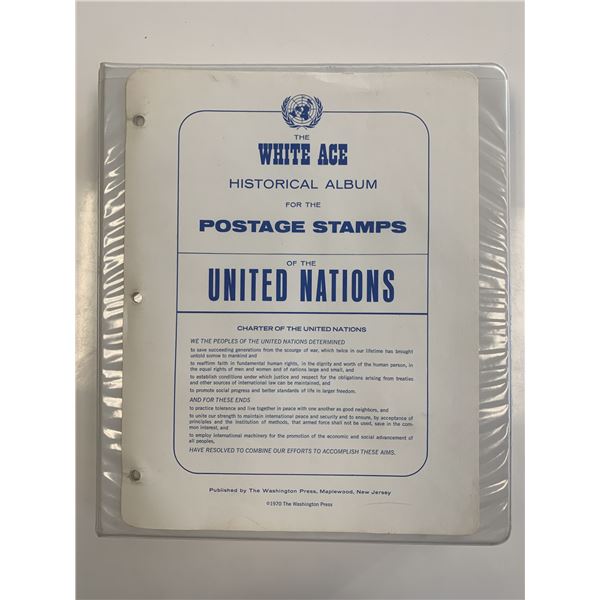 THE
WHITE ACE
HISTORICAL ALBUM
FOR THE
POSTAGE STAMPS
OF THE
UNITED NATIONS
CHARTER OF THE UNITED NATIONS
WE THE PEOPLES OF THE UNITED NATIONS DETERMINED
to save succeeding generations from the scourge of war, which twice in our lifetime has brought
untold sorrow to mankind and
to reaffirm faith in fundamental human rights, in the dignity and worth of the human person, in
the equal rights of men and women and of nations large and small, and
to establish conditions under which justice and respect for the obligations arising from treaties
and other sources of international law can be maintained, and
to promote social progress and better standards of life in larger freedom.
AND FOR THESE ENDS
to practice tolerance and live together in peace with one another as good neighbors, and
to unite our strength to maintain international peace and security and to ensure, by acceptance of
principles and the institution of methods, that armed force shall not be used, save in the com-
mon interest, and
to employ international machinery for the promotion of the economic and social advancement of
all peoples,
HAVE RESOLVED TO COMBINE OUR EFFORTS TO ACCOMPLISH THESE AIMS.
Published by The Washington Press, Maplewood, New Jersey
©1970 The Washington Press